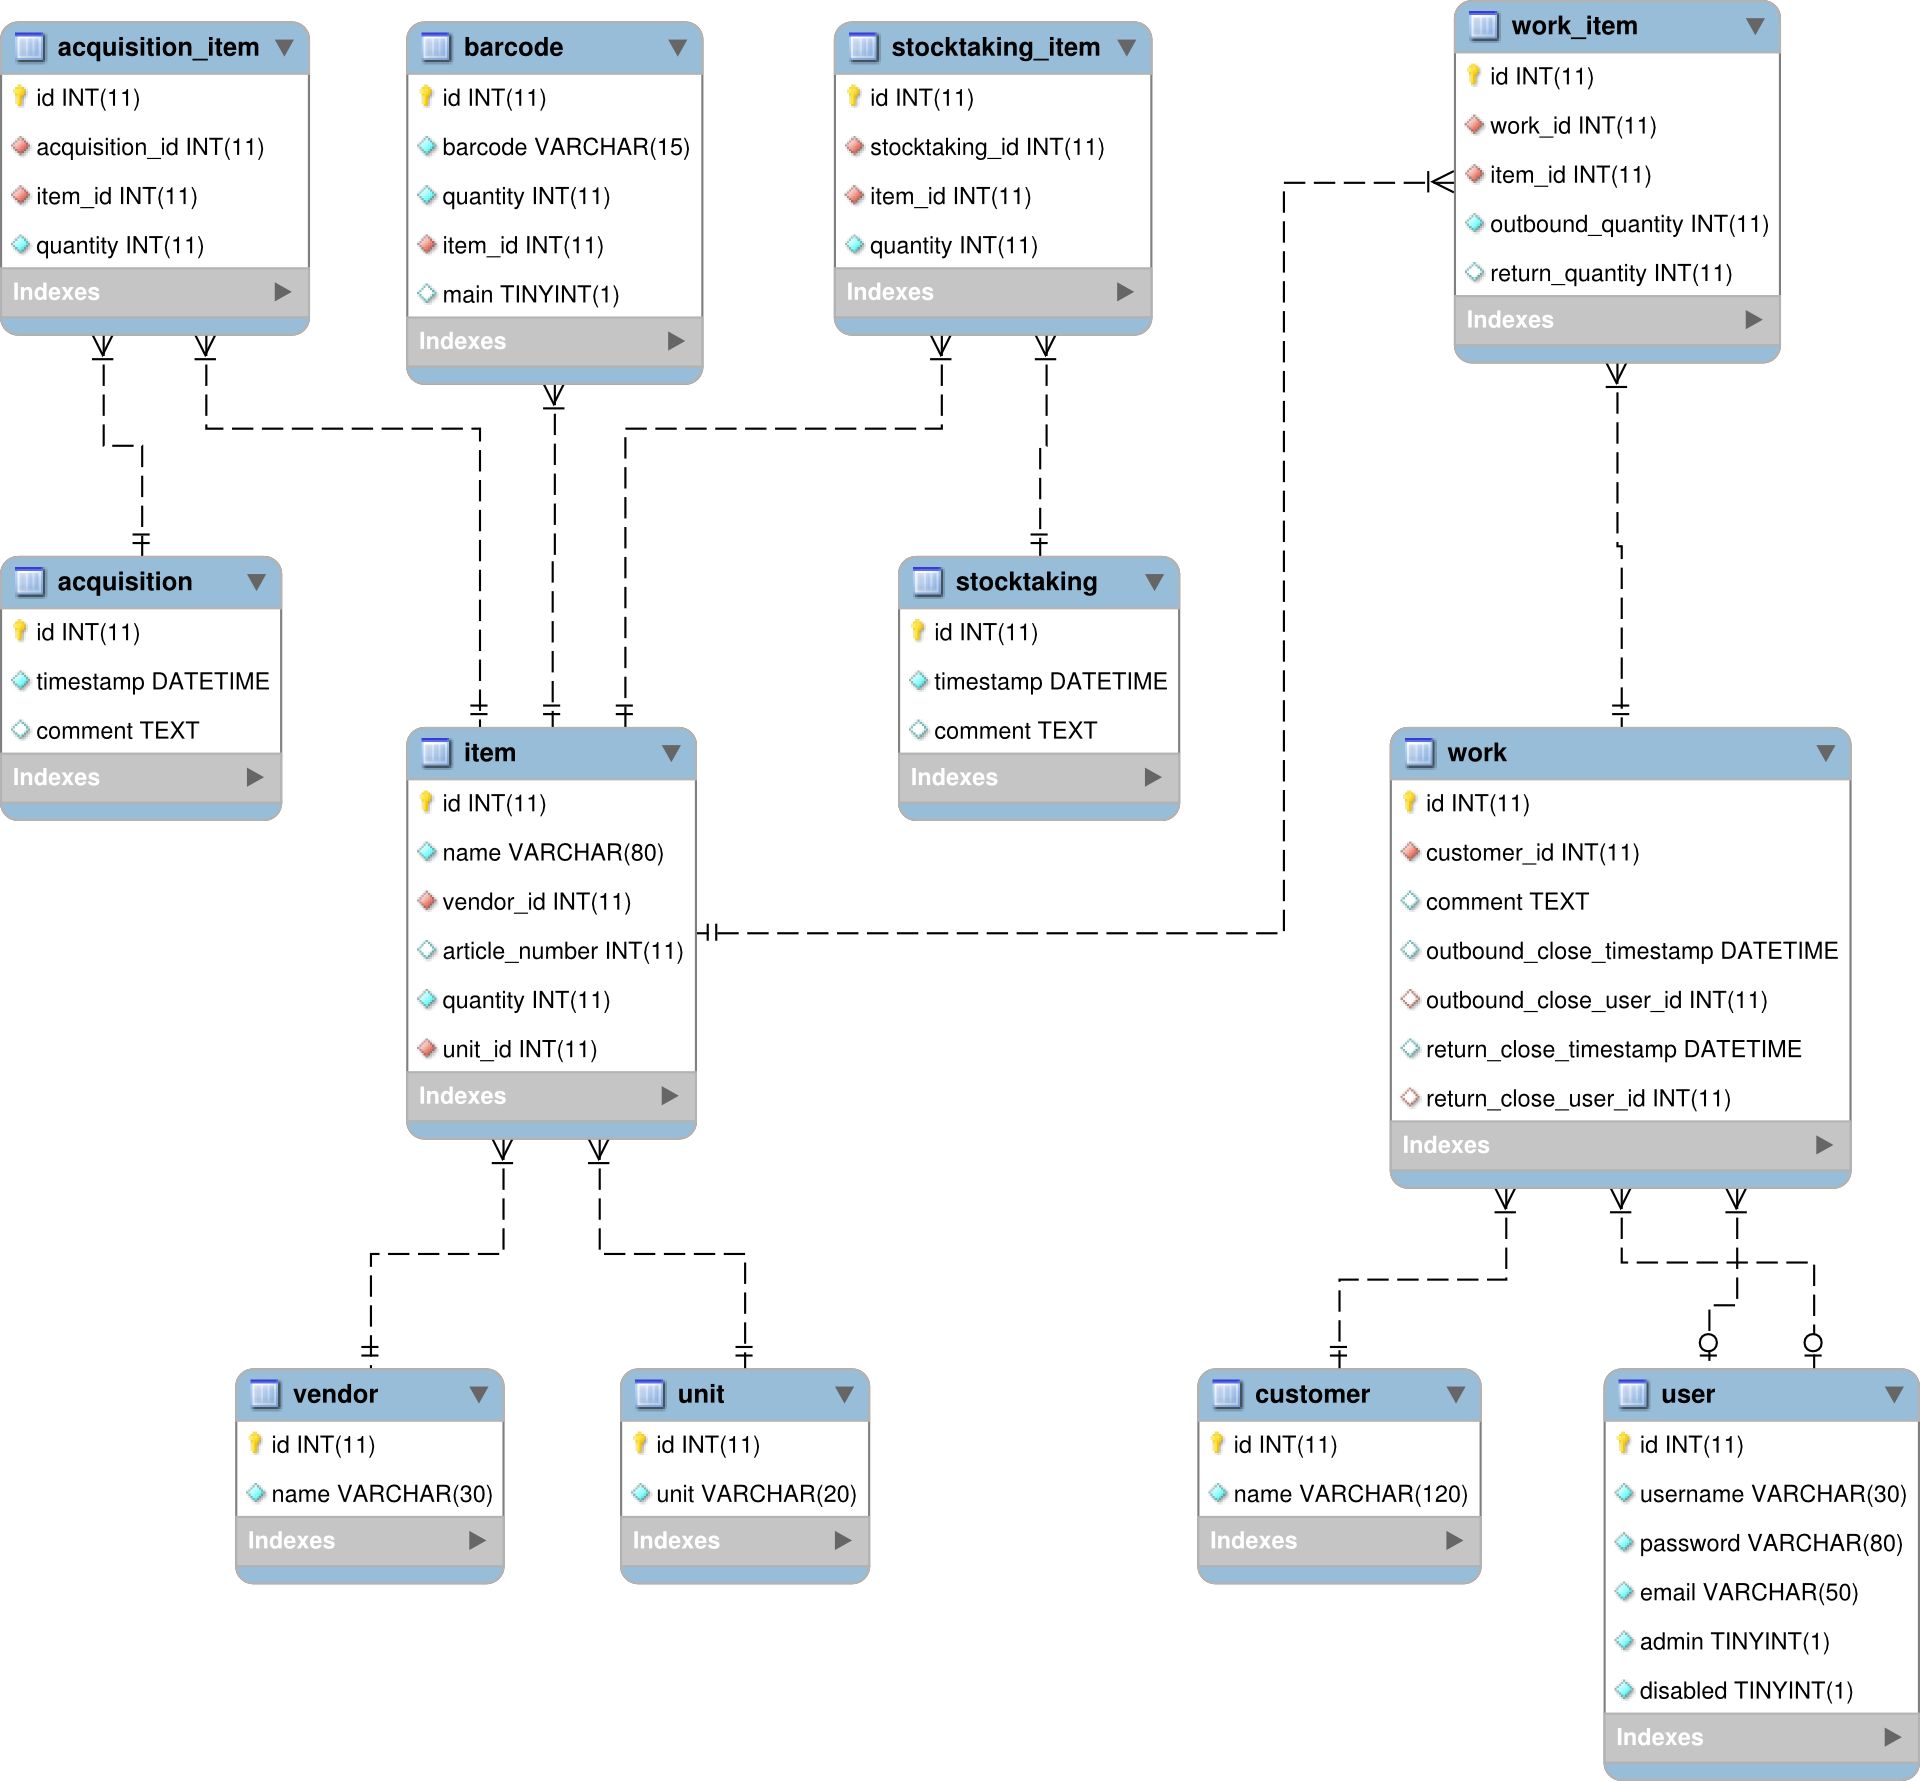 acquisition_item
id INT(11)
acquisition_id INT(11)
item_id INT(11)
quantity INT(11)
Indexes
barcode
id INT(11)
barcode VARCHAR(15)
quantity INT(11)
item_id INT(11)
main TINYINT(1)
Indexes
stocktaking_item
id INT(11)
stocktaking_id INT(11)
item_id INT(11)
quantity INT(11)
Indexes
work_item
id INT(11)
work_id INT(11)
item_id INT(11)
outbound_quantity INT(11)
return_quantity INT(11)
Indexes
acquisition
id INT(11)
timestamp DATETIME
comment TEXT
Indexes
item
id INT(11)
name VARCHAR(80)
vendor_id INT(11)
article_number INT(11)
quantity INT(11)
unit_id INT(11)
Indexes
stocktaking
id INT(11)
timestamp DATETIME
comment TEXT
Indexes
work
id INT(11)
customer_id INT(11)
comment TEXT
outbound_close_timestamp DATETIME
outbound_close_user_id INT(11)
return_close_timestamp DATETIME
return_close_user_id INT(11)
Indexes
vendor
id INT(11)
name VARCHAR(30)
Indexes
unit
id INT(11)
unit VARCHAR(20)
Indexes
customer
id INT(11)
name VARCHAR(120)
Indexes
user
id INT(11)
username VARCHAR(30)
password VARCHAR(80)
email VARCHAR(50)
admin TINYINT(1)
disabled TINYINT(1)
Indexes